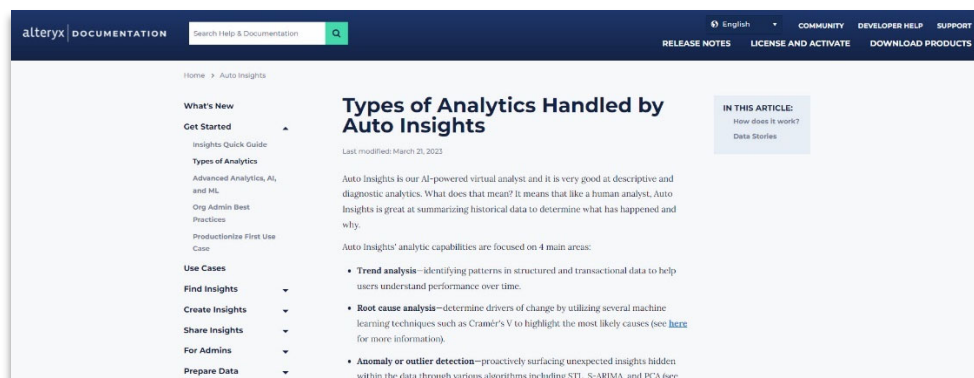 alteryx DOCUMENTATION
Search Help & Documentation
English
COMMUNITY
DEVELOPER HELP
SUPPORT
RELEASE NOTES
LICENSE AND ACTIVATE
DOWNLOAD PRODUCTS
Home > Auto Insights
What's New
Get Started
Insights Quick Guide
Types of Analytics
Advanced Analytics, AI,
and ML
Org Admin Best
Practices
Productionize First Use
Case
Use Cases
Find Insights
Create Insights
Share Insights
For Admins
Prepare Data
Types of Analytics Handled by
Auto Insights
Last modified: March 21, 2023
Auto Insights is our AI-powered virtual analyst and it is very good at descriptive and
diagnostic analytics. What does that mean? It means that like a human analyst, Auto
Insights is great at summarizing historical data to determine what has happened and
why.
Auto Insights' analytic capabilities are focused on 4 main areas:
• Trend analysis—identifying patterns in structured and transactional data to help
users understand performance over time.
• Root cause analysis—determine drivers of change by utilizing several machine
learning techniques such as Cramér's V to highlight the most likely causes (see here
for more information).
• Anomaly or outlier detection—proactively surfacing unexpected insights hidden
within the data through various algorithms including STL, S-ARIMA, and PCA (see
IN THIS ARTICLE:
How does it work?
Data Stories